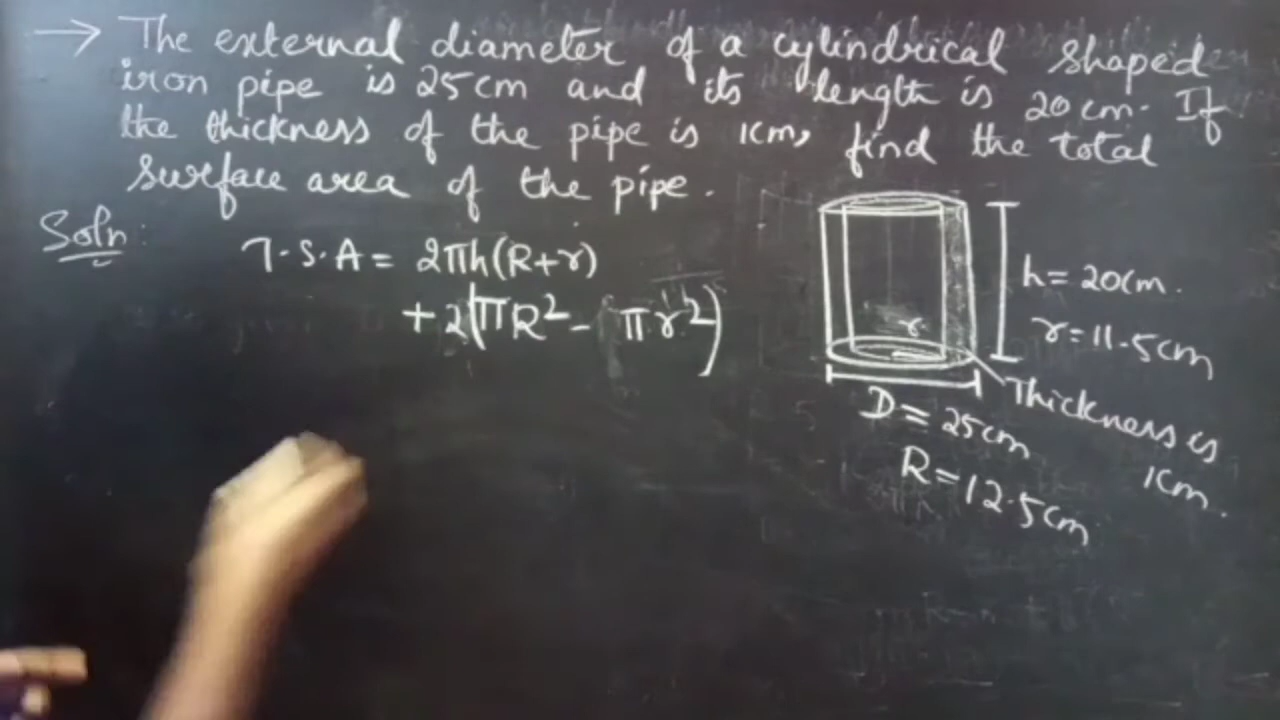 → The external diameter of a cylindrical shaped
iron pipe is 25cm and its length is 20cm. If
the thickness of the pipe is 1cm, find the total
surface area of the pipe.
Soln:
T.S.A = 2πh(R+r)
+ 2(πR² - πr²)
r
h = 20cm.
r = 11.5cm
Thickness is
1cm.
D = 25cm
R = 12.5cm